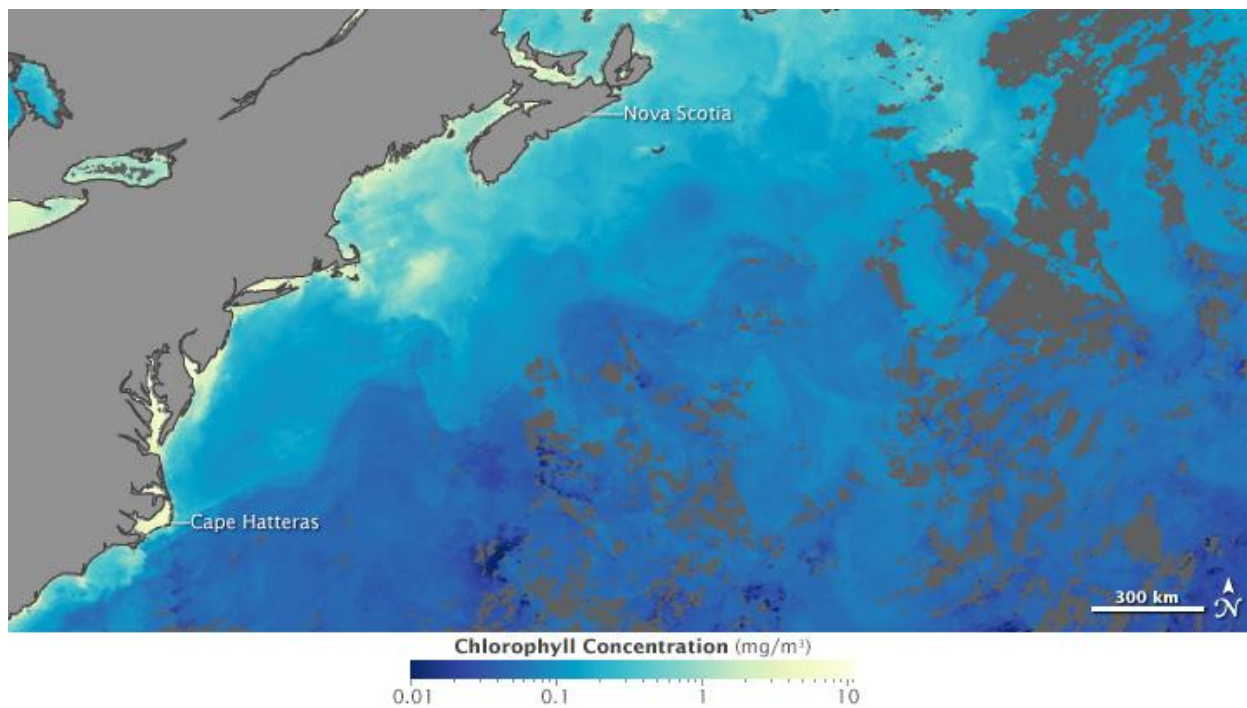 Nova Scotia
Cape Hatteras
300 km
N
Chlorophyll Concentration (mg/m³)
0.01 0.1 1 10